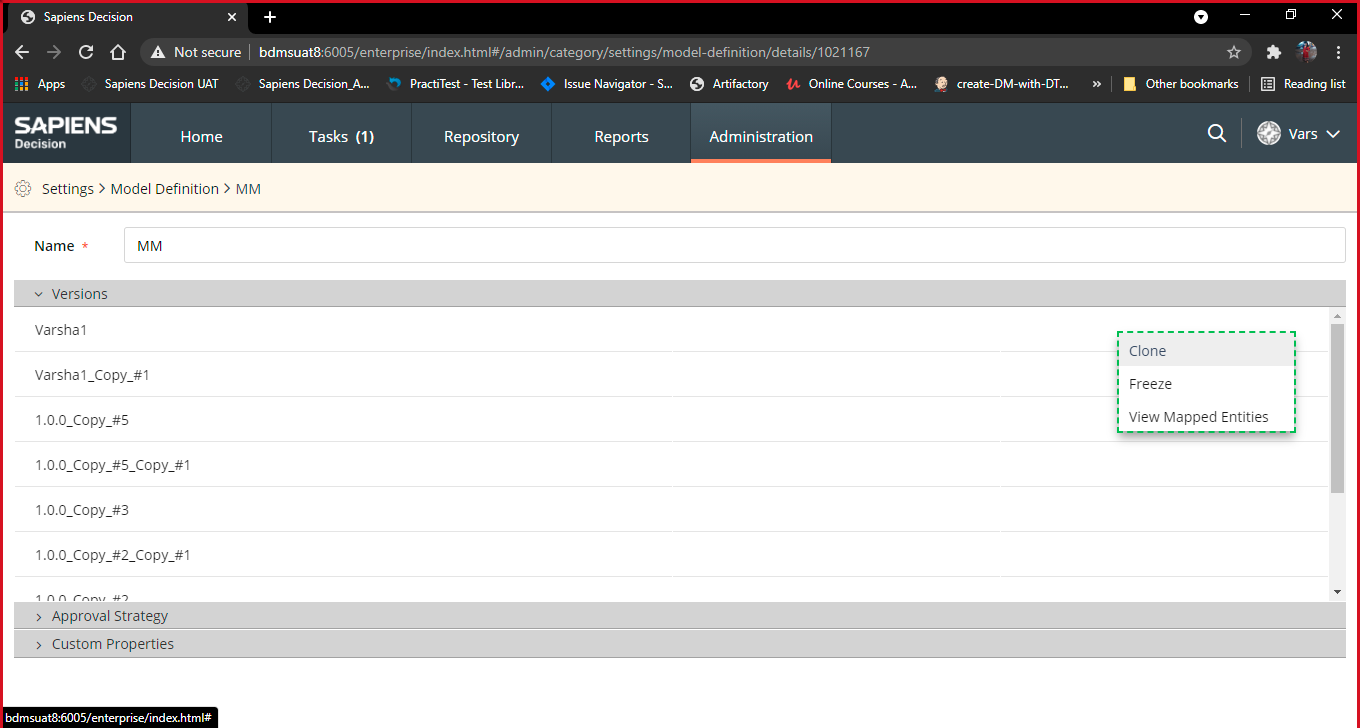 Sapiens Decision
Not secure bdmsuat8:6005/enterprise/index.html#/admin/category/settings/model-definition/details/1021167
Apps Sapiens Decision UAT Sapiens Decision_A... PractiTest - Test Libr... Issue Navigator - S... Artifactory Online Courses - A... create-DM-with-DT... » Other bookmarks Reading list
SAPIENS
Decision
Home Tasks (1) Repository Reports Administration Vars
Settings > Model Definition > MM
Name * MM
Versions
Varsha1
Clone
Varsha1_Copy_#1
Freeze
View Mapped Entities
1.0.0_Copy_#5
1.0.0_Copy_#5_Copy_#1
1.0.0_Copy_#3
1.0.0_Copy_#2_Copy_#1
1.0.0_Copy_#2
Approval Strategy
Custom Properties
bdmsuat8:6005/enterprise/index.html#